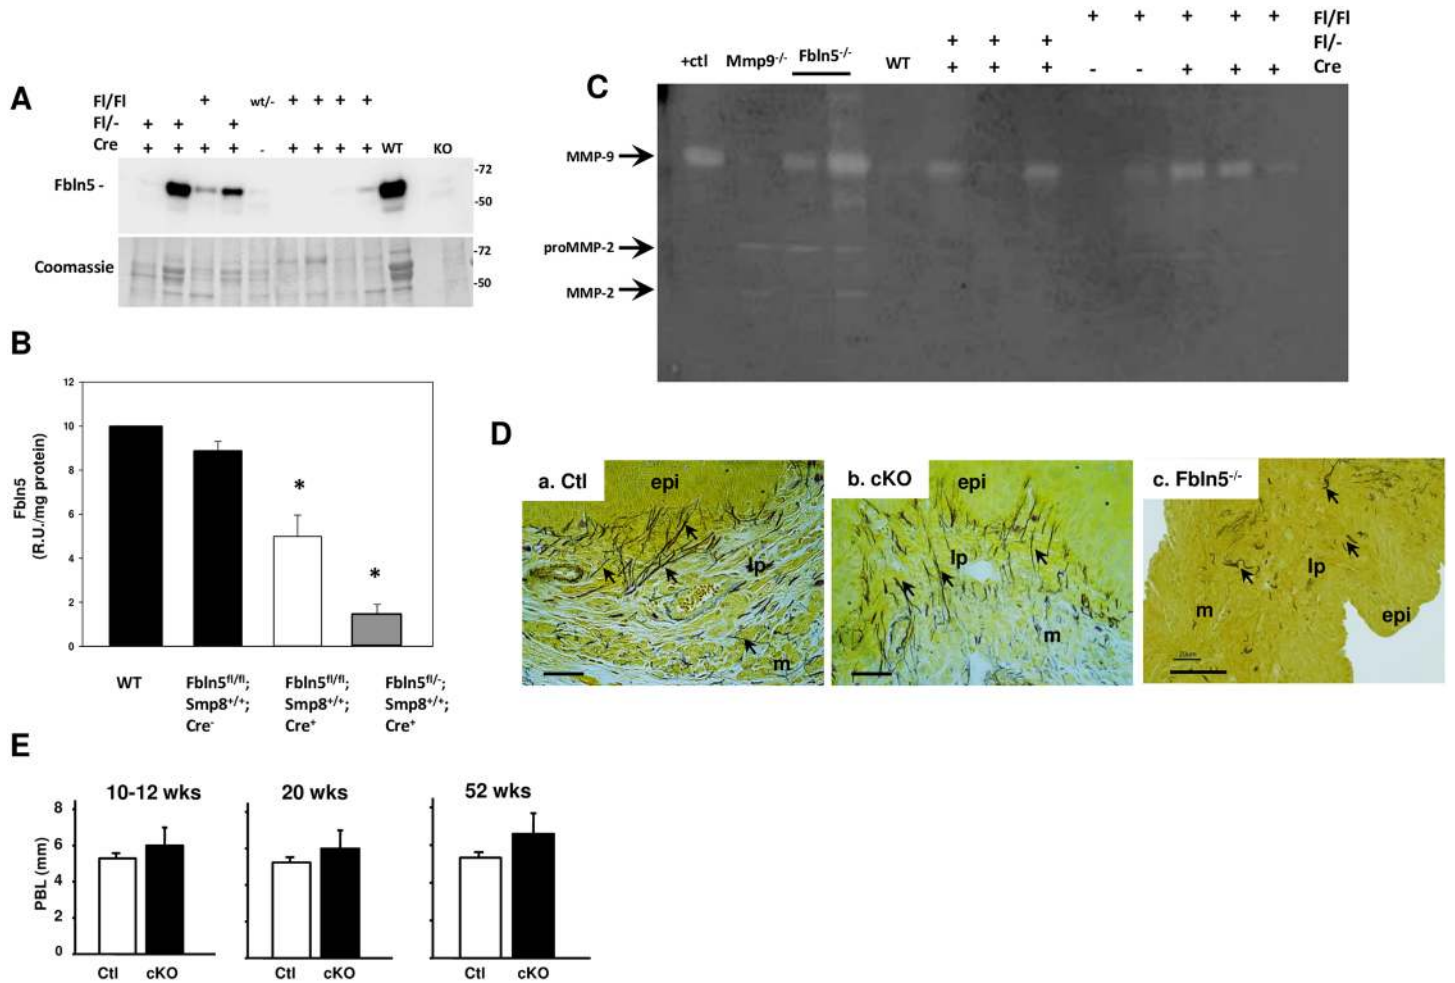 A
Fl/Fl + wt/- + + + +
Fl/- + + +
Cre + + + + - + + + + WT KO
Fbln5 -
-72
-50
Coomassie
-72
-50
B
Fbln5
(R.U./mg protein)
12
10
8
6
4
2
0
*
*
WT
Fbln5fl/fl;
Smp8+/+;
Cre-
Fbln5fl/fl;
Smp8+/+;
Cre+
Fbln5fl/-;
Smp8+/+;
Cre+
C
+ + + + + Fl/Fl
+ + + Fl/-
+ctl Mmp9-/- Fbln5-/- WT + + + - - + + + Cre
MMP-9
proMMP-2
MMP-2
D
a. Ctl
epi
lp
m
b. cKO
epi
lp
m
c. Fbln5-/-
lp
m
epi
20um
E
10-12 wks
20 wks
52 wks
PBL (mm)
8
6
4
2
0
Ctl cKO
Ctl cKO
Ctl cKO